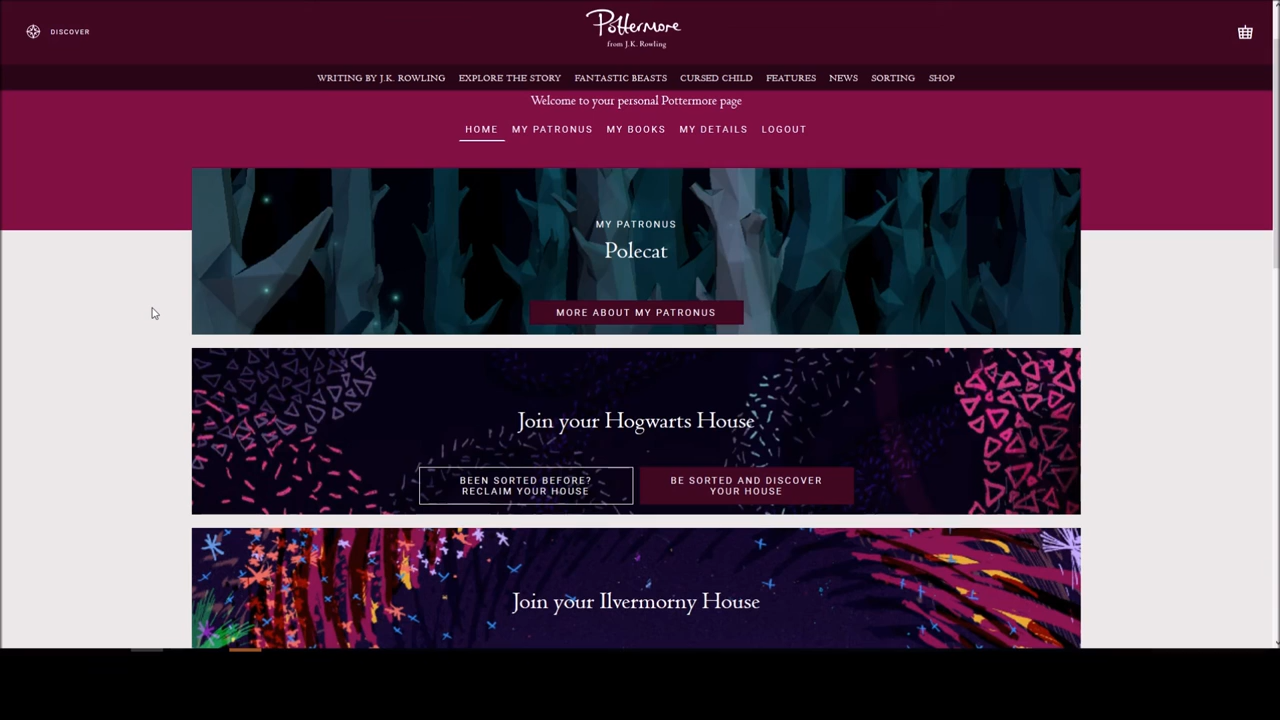 DISCOVER
Pottermore
from J.K. Rowling
WRITING BY J.K. ROWLING EXPLORE THE STORY FANTASTIC BEASTS CURSED CHILD FEATURES NEWS SORTING SHOP
Welcome to your personal Pottermore page
HOME MY PATRONUS MY BOOKS MY DETAILS LOGOUT
MY PATRONUS
Polecat
MORE ABOUT MY PATRONUS
Join your Hogwarts House
BEEN SORTED BEFORE?
RECLAIM YOUR HOUSE
BE SORTED AND DISCOVER
YOUR HOUSE
Join your Ilvermorny House